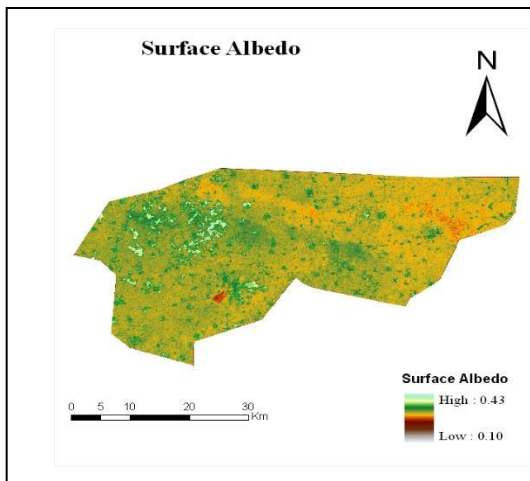 Surface Albedo
N
Surface Albedo
High : 0.43
Low : 0.10
0 5 10 20 30
Km